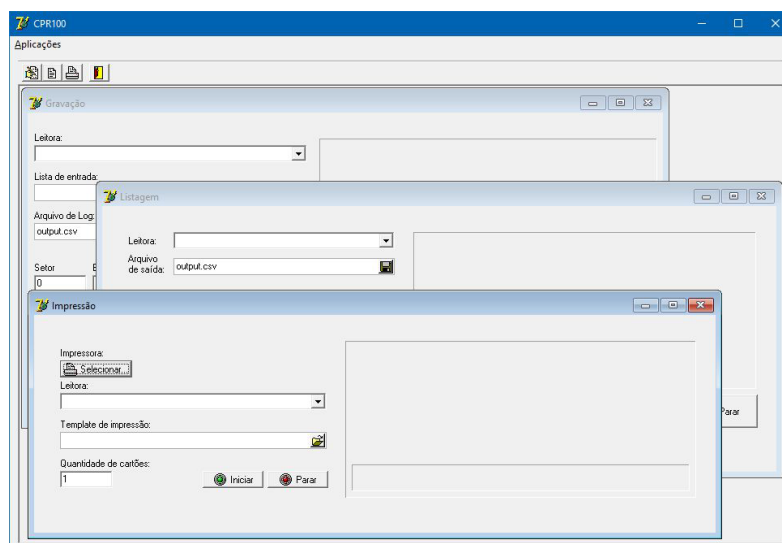 CPR100
Aplicações
Gravação
Leitora:
Lista de entrada:
Arquivo de Log:
output.csv
Setor
0
Listagem
Leitora:
Arquivo
de saída:
output.csv
Parar
Impressão
Impressora:
Selecionar...
Leitora:
Template de impressão:
Quantidade de cartões:
1
Iniciar
Parar